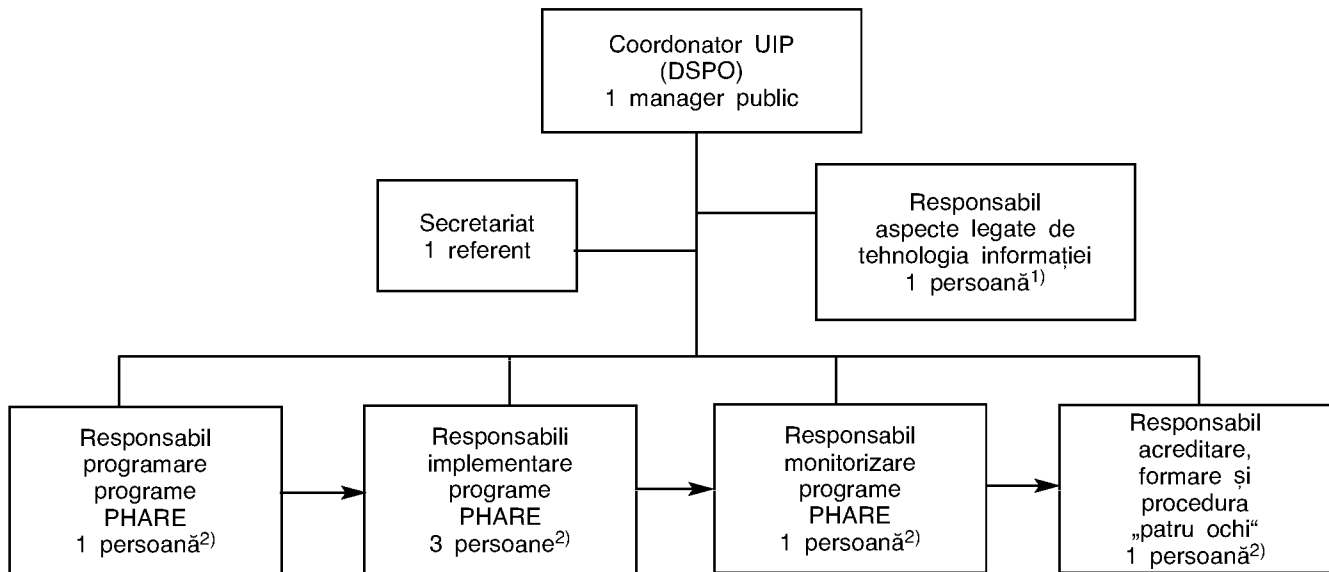 Coordonator UIP
(DSPO)
1 manager public
Secretariat
1 referent
Responsabil
aspecte legate de
tehnologia informației
1 persoană1)
Responsabil
programare
programe
PHARE
1 persoană2)
Responsabili
implementare
programe
PHARE
3 persoane2)
Responsabil
monitorizare
programe
PHARE
1 persoană2)
Responsabil
acreditare,
formare și
procedura
„patru ochi“
1 persoană2)